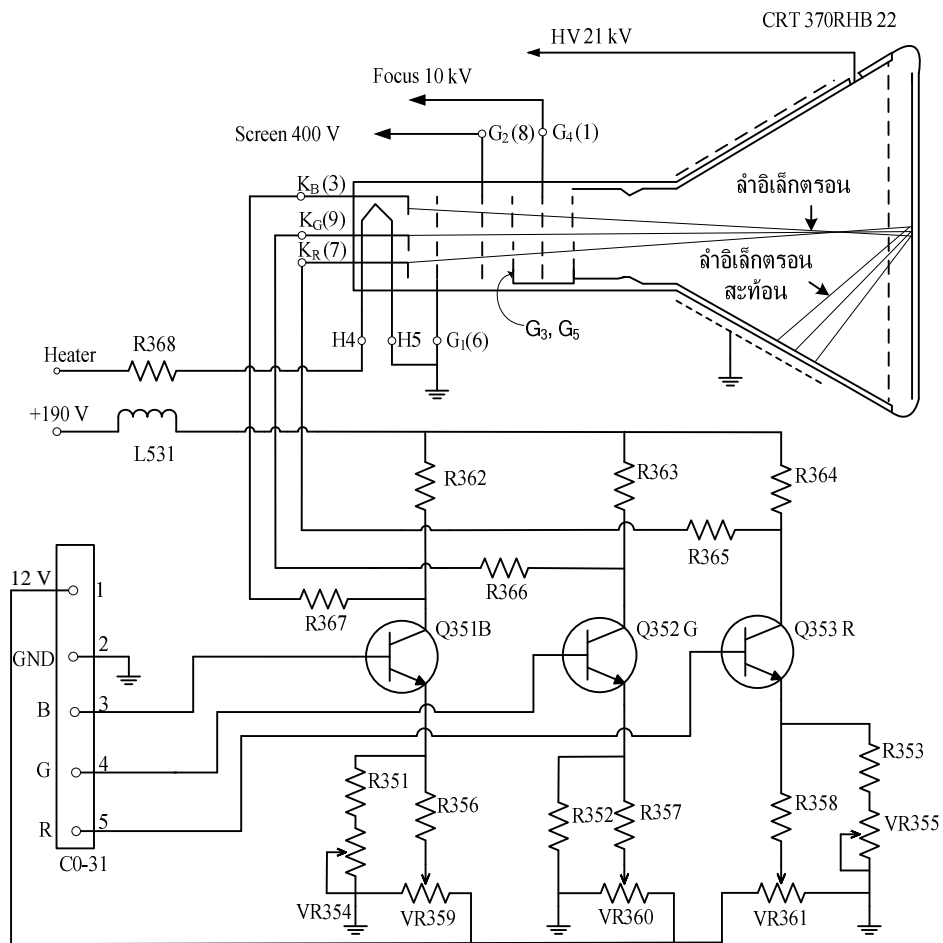 CRT 370RHB 22
HV 21 kV
Focus 10 kV
Screen 400 V
G2(8)
G4(1)
KB(3)
KG(9)
KR(7)
ลำอิเล็กตรอน
ลำอิเล็กตรอน
สะท้อน
G3, G5
H4
H5
G1(6)
Heater
R368
+190 V
L531
R362
R363
R364
R365
R366
R367
12 V
1
GND
2
B
3
G
4
R
5
C0-31
Q351B
Q352 G
Q353 R
R351
R356
R352
R357
R358
R353
VR355
VR354
VR359
VR360
VR361